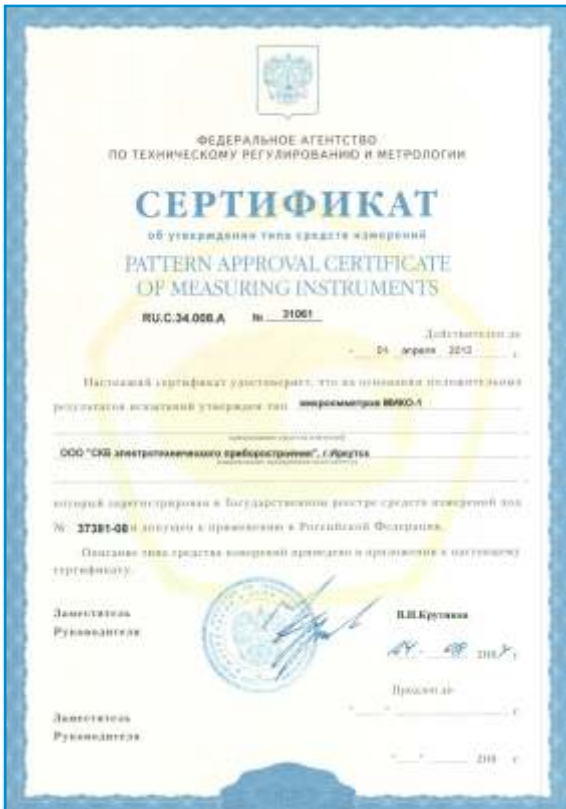 ФЕДЕРАЛЬНОЕ АГЕНТСТВО
ПО ТЕХНИЧЕСКОМУ РЕГУЛИРОВАНИЮ И МЕТРОЛОГИИ
СЕРТИФИКАТ
об утверждении типа средств измерений
PATTERN APPROVAL CERTIFICATE
OF MEASURING INSTRUMENTS
RU.C.34.008.A № 31061
Действителен до
01 апреля 2013 г.
Настоящий сертификат удостоверяет, что на основании положительных
результатов испытаний утвержден тип микроомметров МИКО-1
ООО "СКБ электротехнического приборостроения", г.Иркутск
который зарегистрирован в Государственном реестре средств измерений под
№ 37381-08 и допущен к применению в Российской Федерации.
Описание типа средства измерений приведено в приложении к настоящему
сертификату.
Заместитель
Руководителя
В.Н.Крутиков
200 г.
Продлен до
" " г.
Заместитель
Руководителя
" " 200 г.